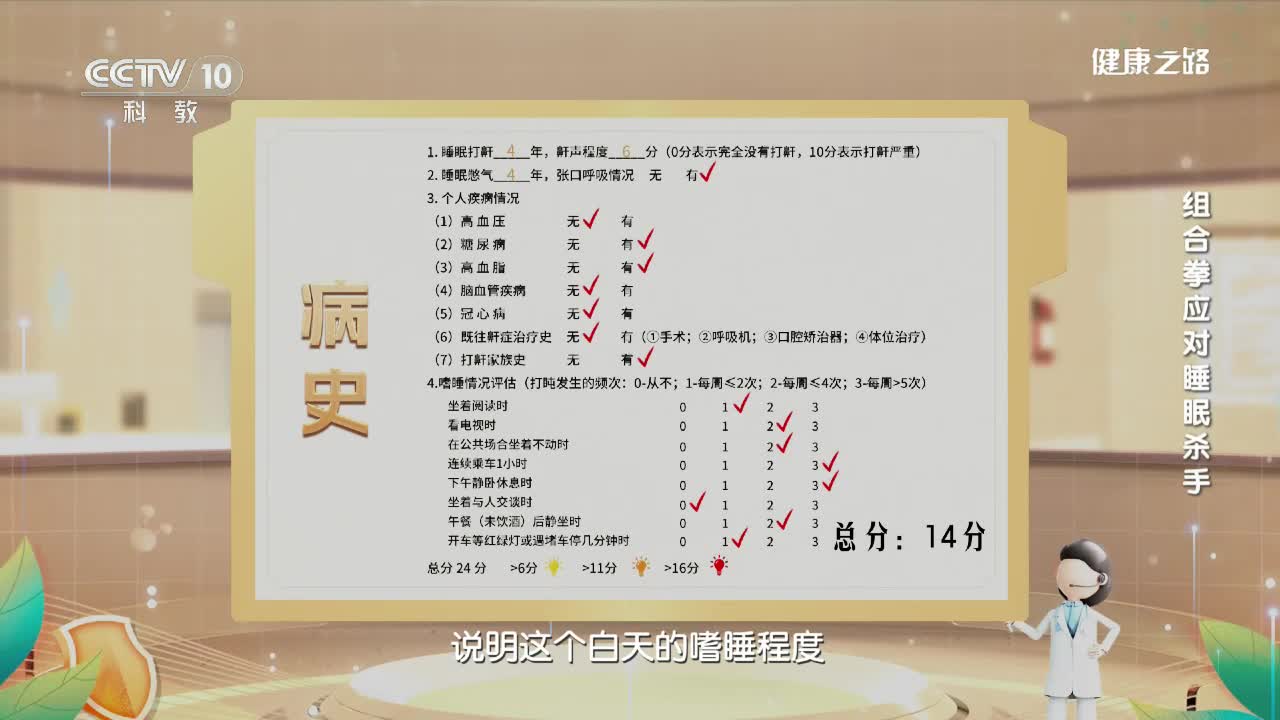 CCTV 10
科 教
健康之路
组合拳应对睡眠杀手
病史
1. 睡眠打鼾__4__年，鼾声程度__6__分（0分表示完全没有打鼾，10分表示打鼾严重）
2. 睡眠憋气__4__年，张口呼吸情况 无 有✓
3. 个人疾病情况
（1）高 血 压 无✓ 有
（2）糖 尿 病 无 有✓
（3）高 血 脂 无 有✓
（4）脑血管疾病 无✓ 有
（5）冠 心 病 无✓ 有
（6）既往鼾症治疗史 无✓ 有（①手术；②呼吸机；③口腔矫治器；④体位治疗）
（7）打鼾家族史 无 有✓
4.嗜睡情况评估（打盹发生的频次：0-从不；1-每周≤2次；2-每周≤4次；3-每周>5次）
坐着阅读时 0 1✓ 2 3
看电视时 0 1 2✓ 3
在公共场合坐着不动时 0 1 2✓ 3
连续乘车1小时 0 1 2 3✓
下午静卧休息时 0 1 2 3✓
坐着与人交谈时 0✓ 1 2 3
午餐（未饮酒）后静坐时 0 1 2✓ 3
开车等红绿灯或遇堵车停几分钟时 0 1✓ 2 3
总分：14分
总分 24 分 >6分 >11分 >16分
说明这个白天的嗜睡程度